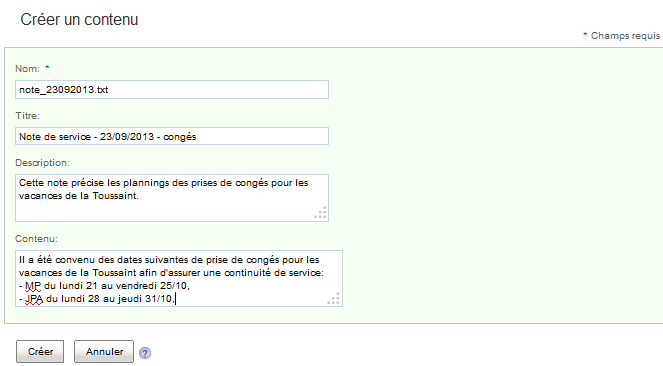 Créer un contenu
* Champs requis
Nom: *
note_23092013.txt
Titre:
Note de service - 23/09/2013 - congés
Description:
Cette note précise les plannings des prises de congés pour les
vacances de la Toussaint.
Contenu:
Il a été convenu des dates suivantes de prise de congés pour les
vacances de la Toussaint afin d'assurer une continuité de service:
- MP du lundi 21 au vendredi 25/10,
- JPA du lundi 28 au jeudi 31/10,
Créer Annuler ?